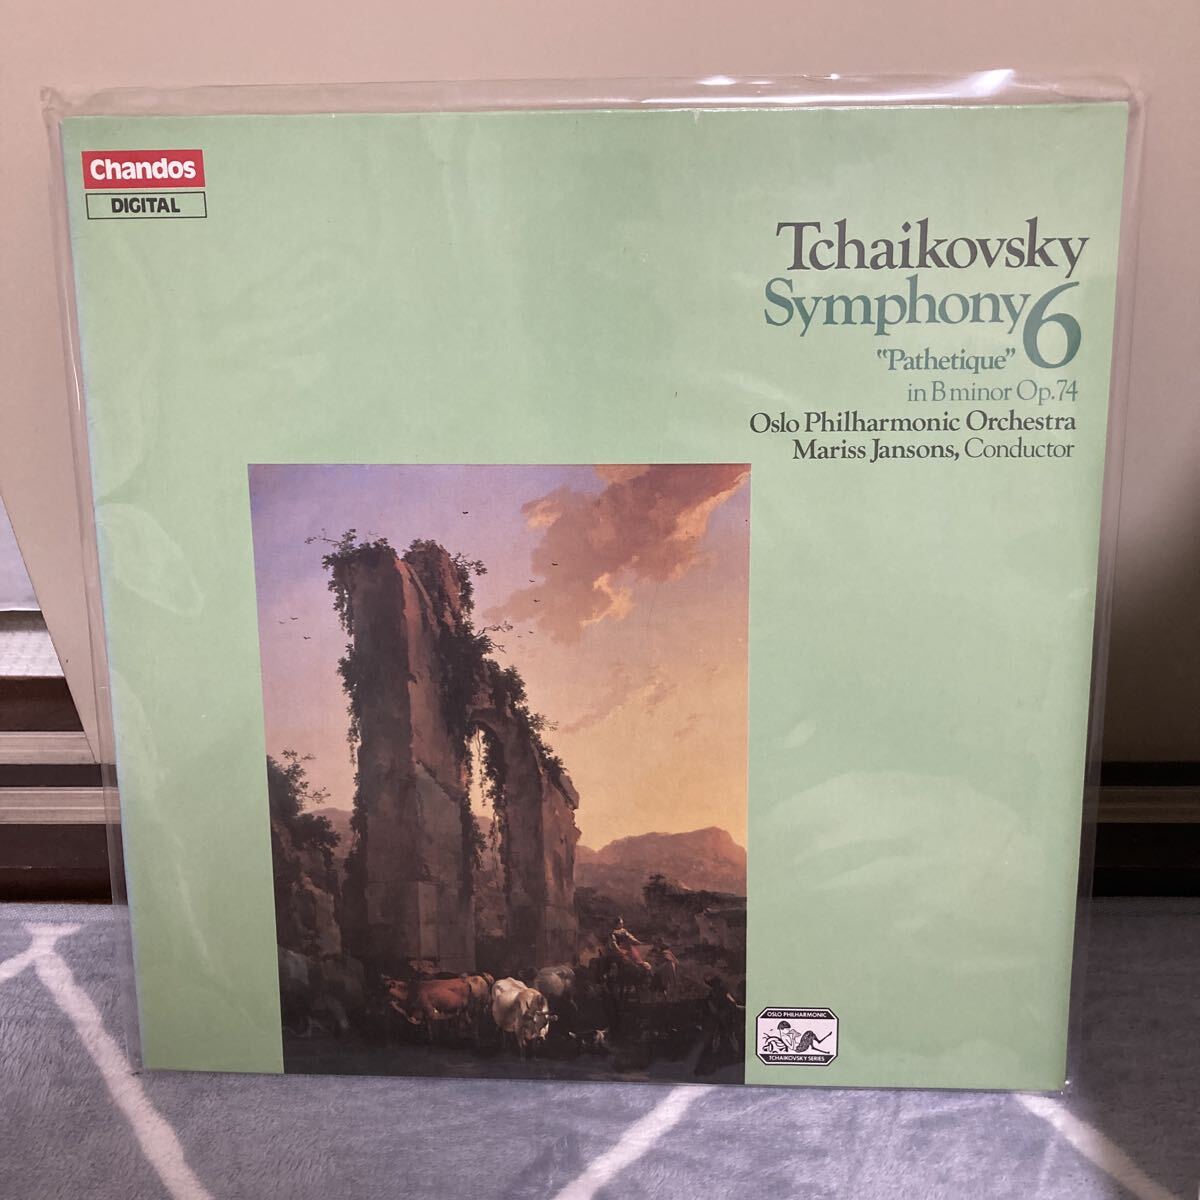 Chandos
DIGITAL
Tchaikovsky
Symphony 6
"Pathetique"
in B minor Op.74
Oslo Philharmonic Orchestra
Mariss Jansons, Conductor
OSLO PHILHARMONIC
TCHAIKOVSKY SERIES